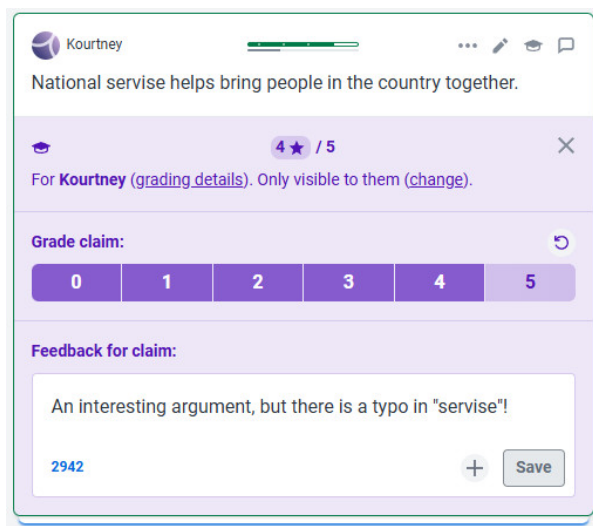 Kourtney
National servise helps bring people in the country together.
4★ / 5
For Kourtney (grading details). Only visible to them (change).
Grade claim:
0 1 2 3 4 5
Feedback for claim:
An interesting argument, but there is a typo in "servise"!
2942 + Save